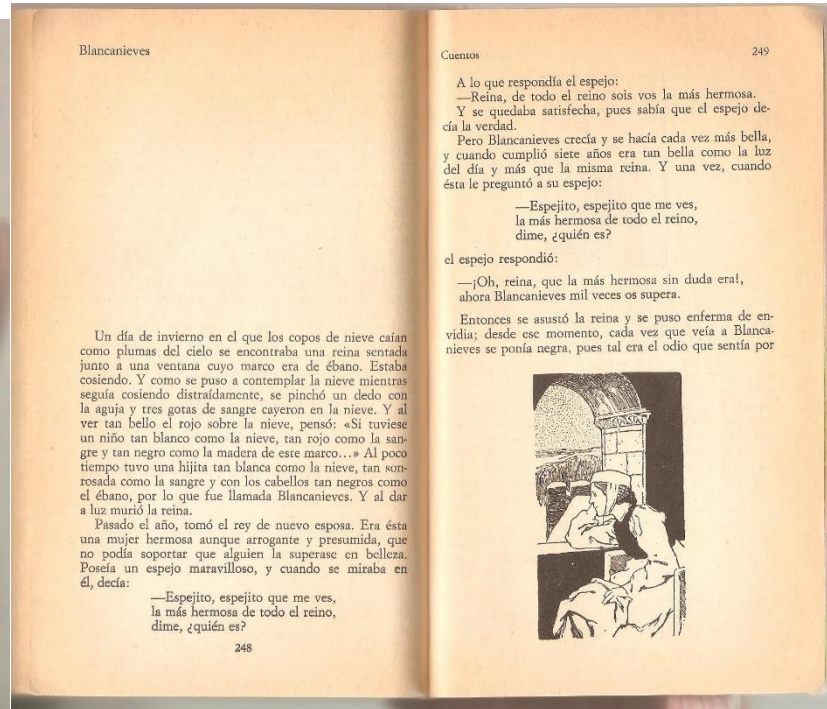 Blancanieves
Un día de invierno en el que los copos de nieve caían
como plumas del cielo se encontraba una reina sentada
junto a una ventana cuyo marco era de ébano. Estaba
cosiendo. Y como se puso a contemplar la nieve mientras
seguía cosiendo distraídamente, se pinchó un dedo con
la aguja y tres gotas de sangre cayeron en la nieve. Y al
ver tan bello el rojo sobre la nieve, pensó: «Si tuviese
un niño tan blanco como la nieve, tan rojo como la san-
gre y tan negro como la madera de este marco...» Al poco
tiempo tuvo una hijita tan blanca como la nieve, tan son-
rosada como la sangre y con los cabellos tan negros como
el ébano, por lo que fue llamada Blancanieves. Y al dar
a luz murió la reina.
Pasado el año, tomó el rey de nuevo esposa. Era ésta
una mujer hermosa aunque arrogante y presumida, que
no podía soportar que alguien la superase en belleza.
Poseía un espejo maravilloso, y cuando se miraba en
él, decía:
—Espejito, espejito que me ves,
la más hermosa de todo el reino,
dime, ¿quién es?
248
Cuentos 249
A lo que respondía el espejo:
—Reina, de todo el reino sois vos la más hermosa.
Y se quedaba satisfecha, pues sabía que el espejo de-
cía la verdad.
Pero Blancanieves crecía y se hacía cada vez más bella,
y cuando cumplió siete años era tan bella como la luz
del día y más que la misma reina. Y una vez, cuando
ésta le preguntó a su espejo:
—Espejito, espejito que me ves,
la más hermosa de todo el reino,
dime, ¿quién es?
el espejo respondió:
—¡Oh, reina, que la más hermosa sin duda era!,
ahora Blancanieves mil veces os supera.
Entonces se asustó la reina y se puso enferma de en-
vidia; desde ese momento, cada vez que veía a Blanca-
nieves se ponía negra, pues tal era el odio que sentía por